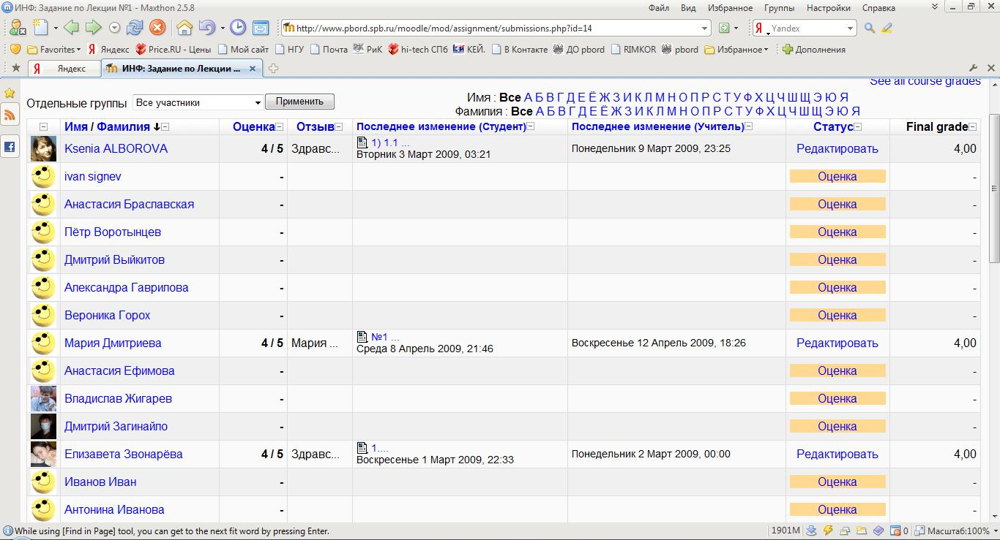 ИНФ: Задание по Лекции №1 - Maxthon 2.5.8
Файл Вид Избранное Группы Настройки Справка
http://www.pbord.spb.ru/moodle/mod/assignment/submissions.php?id=14
Yandex
Favorites Яндекс Price.RU - Цены Мой сайт НГУ Почта РиК hi-tech СПб КЕЙ. В Контакте ДО pbord RIMKOR pbord Избранное Дополнения
Яндекс ИНФ: Задание по Лекции ...
See all course grades
Отдельные группы Все участники Применить
Имя : Все А Б В Г Д Е Ё Ж З И К Л М Н О П Р С Т У Ф Х Ц Ч Ш Щ Э Ю Я
Фамилия : Все А Б В Г Д Е Ё Ж З И К Л М Н О П Р С Т У Ф Х Ц Ч Ш Щ Э Ю Я
Имя / Фамилия Оценка Отзыв Последнее изменение (Студент) Последнее изменение (Учитель) Статус Final grade
Ksenia ALBOROVA 4 / 5 Здравс... 1) 1.1 ... Понедельник 9 Март 2009, 23:25 Редактировать 4,00
Вторник 3 Март 2009, 03:21
ivan signev - Оценка -
Анастасия Браславская - Оценка -
Пётр Воротынцев - Оценка -
Дмитрий Выйкитов - Оценка -
Александра Гаврилова - Оценка -
Вероника Горох - Оценка -
Мария Дмитриева 4 / 5 Мария ... №1 ... Воскресенье 12 Апрель 2009, 18:26 Редактировать 4,00
Среда 8 Апрель 2009, 21:46
Анастасия Ефимова - Оценка -
Владислав Жигарев - Оценка -
Дмитрий Загинайло - Оценка -
Елизавета Звонарёва 4 / 5 Здравс... 1.... Понедельник 2 Март 2009, 00:00 Редактировать 4,00
Воскресенье 1 Март 2009, 22:33
Иванов Иван - Оценка -
Антонина Иванова - Оценка -
While using [Find in Page] tool, you can get to the next fit word by pressing Enter.
1901M 0 Масштаб:100%